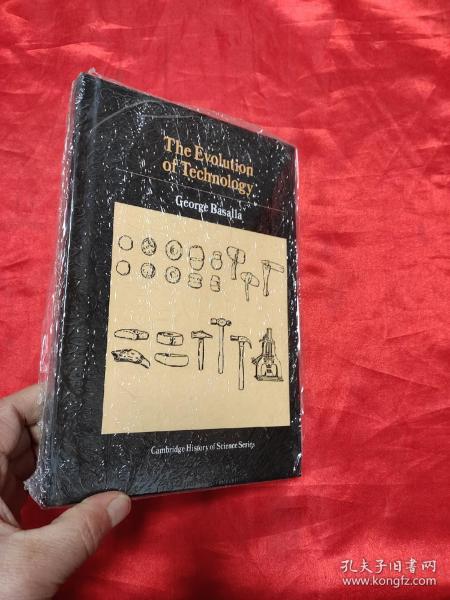 The Evolution
of Technology
George Basalla
Cambridge History of Science Series
孔夫子旧书网
www.kongfz.com